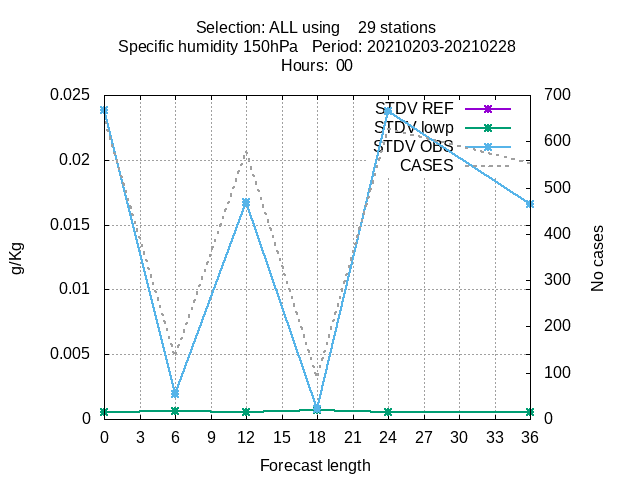 Selection: ALL using    29 stations
Specific humidity 150hPa   Period: 20210203-20210228
Hours:  00
0.025
0.02
0.015
0.01
0.005
0
g/Kg
700
600
500
400
300
200
100
0
No cases
STDV REF
STDV lowp
STDV OBS
CASES
0 3 6 9 12 15 18 21 24 27 30 33 36
Forecast length